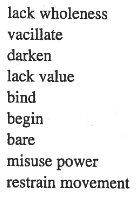 lack wholeness
vacillate
darken
lack value
bind
begin
bare
misuse power
restrain movement